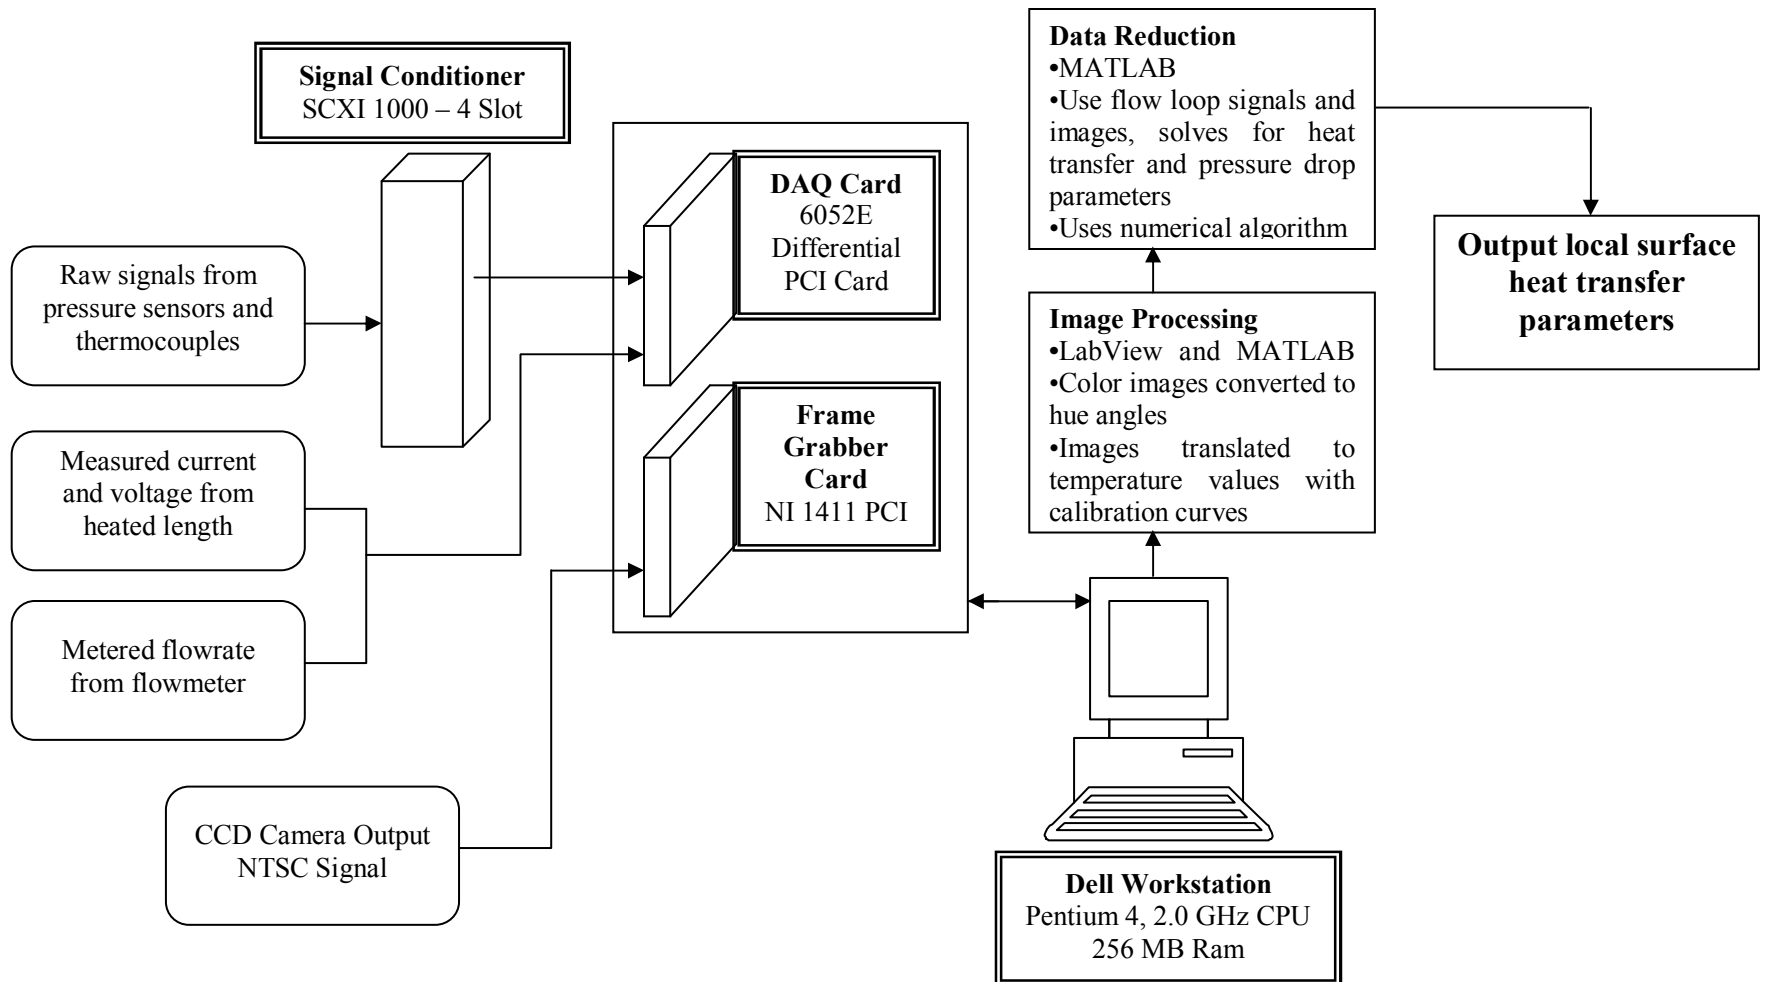 Signal Conditioner
SCXI 1000 – 4 Slot
Raw signals from
pressure sensors and
thermocouples
Measured current
and voltage from
heated length
Metered flowrate
from flowmeter
CCD Camera Output
NTSC Signal
DAQ Card
6052E
Differential
PCI Card
Frame
Grabber
Card
NI 1411 PCI
Data Reduction
•MATLAB
•Use flow loop signals and
images, solves for heat
transfer and pressure drop
parameters
•Uses numerical algorithm
Image Processing
•LabView and MATLAB
•Color images converted to
hue angles
•Images translated to
temperature values with
calibration curves
Dell Workstation
Pentium 4, 2.0 GHz CPU
256 MB Ram
Output local surface
heat transfer
parameters